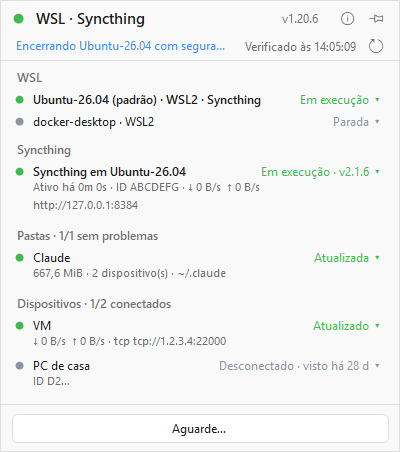 WSL · Syncthing
v1.20.6
Encerrando Ubuntu-26.04 com segura...
Verificado às 14:05:09
WSL
Ubuntu-26.04 (padrão) · WSL2 · Syncthing
Em execução
docker-desktop · WSL2
Parada
Syncthing
Syncthing em Ubuntu-26.04
Em execução · v2.1.6
Ativo há 0m 0s · ID ABCDEFG · ↓ 0 B/s ↑ 0 B/s
http://127.0.0.1:8384
Pastas · 1/1 sem problemas
Claude
Atualizada
667,6 MiB · 2 dispositivo(s) · ~/.claude
Dispositivos · 1/2 conectados
VM
Atualizado
↓ 0 B/s ↑ 0 B/s · tcp tcp://1.2.3.4:22000
PC de casa
Desconectado · visto há 28 d
ID D2...
Aguarde...